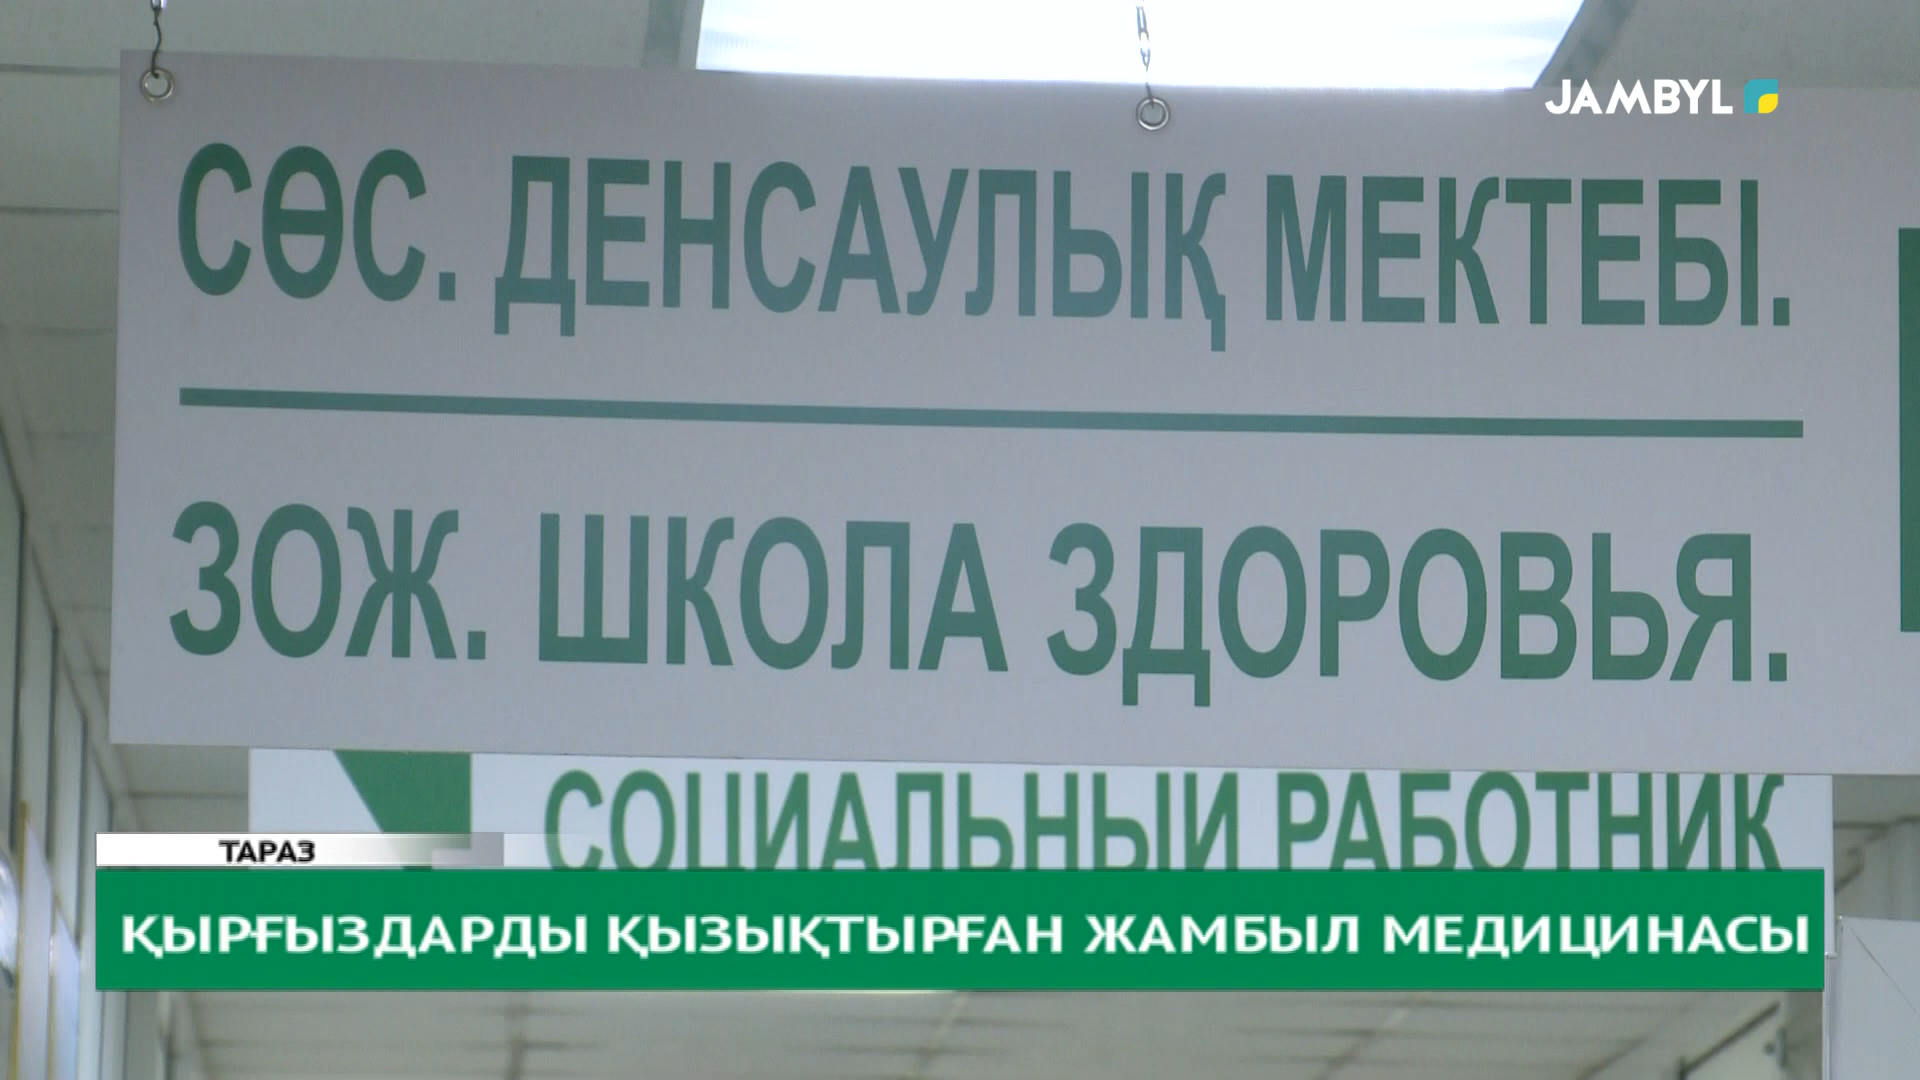 JAMBYL
СӨС. ДЕНСАУЛЫҚ МЕКТЕБІ.
ЗОЖ. ШКОЛА ЗДОРОВЬЯ.
СОЦИАЛЬНЫЙ РАБОТНИК
ТАРАЗ
ҚЫРҒЫЗДАРДЫ ҚЫЗЫҚТЫРҒАН ЖАМБЫЛ МЕДИЦИНАСЫ